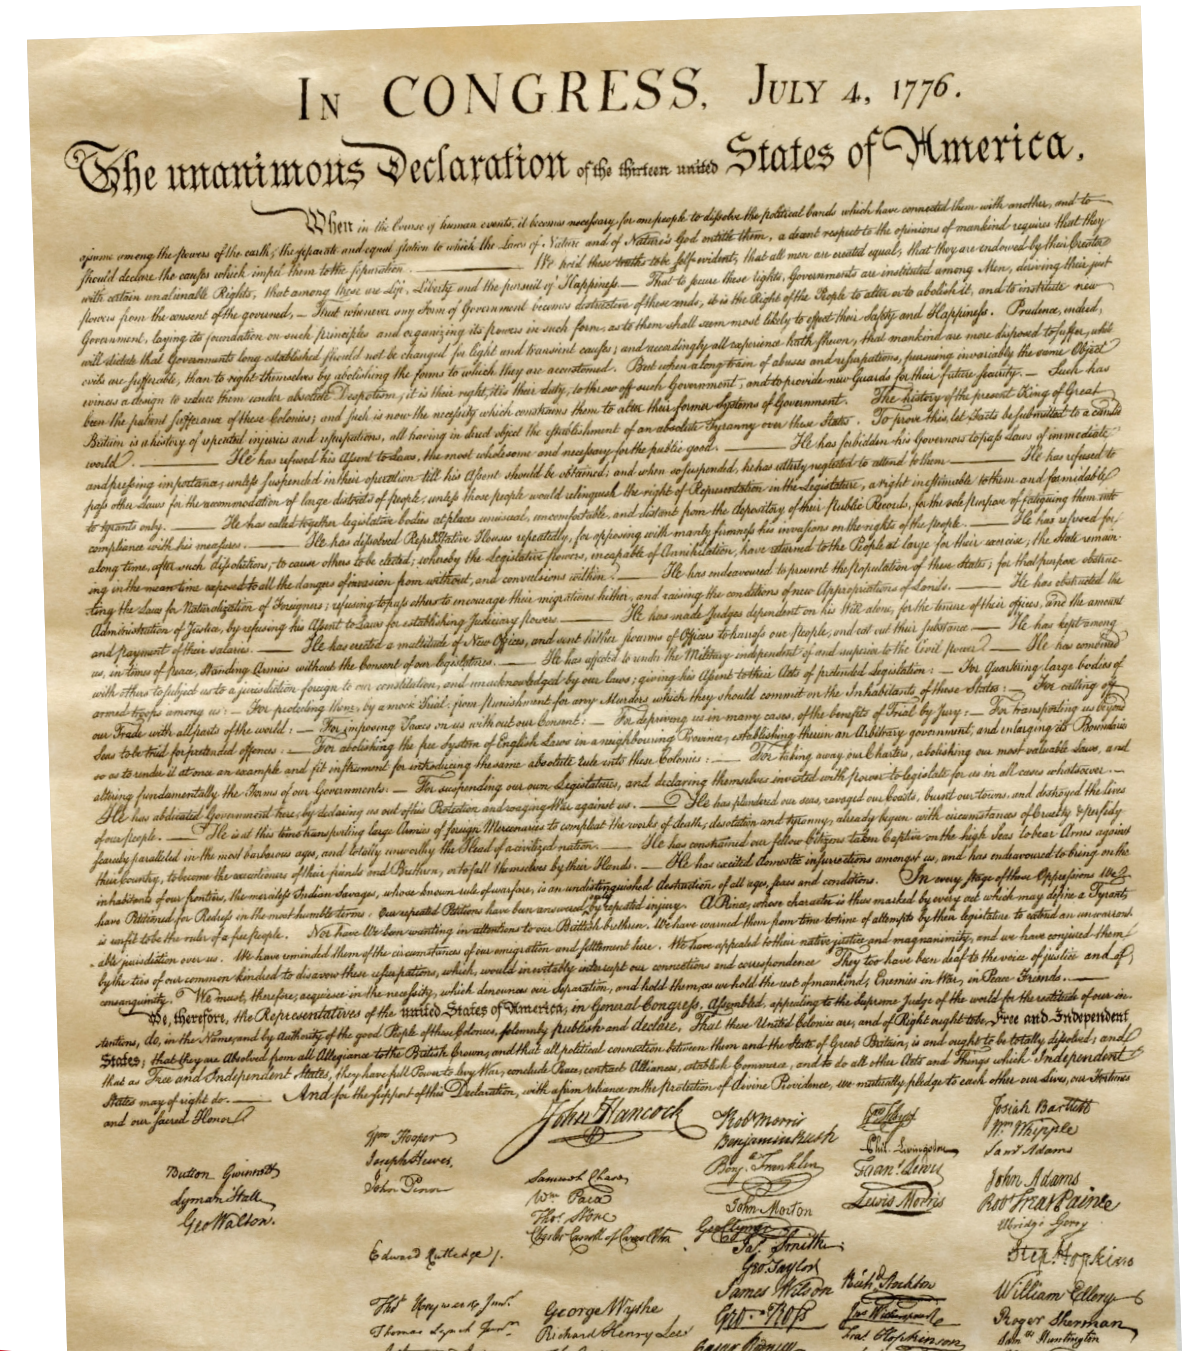 IN CONGRESS, JULY 4, 1776.
The unanimous Declaration of the thirteen united States of America,
When in the Course of human events, it becomes necessary for one people to dissolve the political bands which have connected them with another, and to
assume among the powers of the earth, the separate and equal station to which the Laws of Nature and of Nature's God entitle them, a decent respect to the opinions of mankind requires that they
should declare the causes which impel them to the separation. We hold these truths to be self-evident, that all men are created equal, that they are endowed by their Creator
with certain unalienable Rights, that among these are Life, Liberty and the pursuit of Happiness.— That to secure these rights, Governments are instituted among Men, deriving their just
powers from the consent of the governed, — That whenever any Form of Government becomes destructive of these ends, it is the Right of the People to alter or to abolish it, and to institute new
Government, laying its foundation on such principles and organizing its powers in such form, as to them shall seem most likely to effect their Safety and Happiness. Prudence, indeed,
will dictate that Governments long established should not be changed for light and transient causes; and accordingly all experience hath shewn, that mankind are more disposed to suffer, while
evils are sufferable, than to right themselves by abolishing the forms to which they are accustomed. But when a long train of abuses and usurpations, pursuing invariably the same Object
evinces a design to reduce them under absolute Despotism, it is their right, it is their duty, to throw off such Government, and to provide new Guards for their future security. — Such has
been the patient sufferance of these Colonies; and such is now the necessity which constrains them to alter their former Systems of Government. The history of the present King of Great
Britain is a history of repeated injuries and usurpations, all having in direct object the establishment of an absolute Tyranny over these States. To prove this, let Facts be submitted to a candid
world. He has refused his Assent to Laws, the most wholesome and necessary for the public good. He has forbidden his Governors to pass Laws of immediate
and pressing importance, unless suspended in their operation till his Assent should be obtained; and when so suspended, he has utterly neglected to attend to them He has refused to
pass other Laws for the accommodation of large districts of people, unless those people would relinquish the right of Representation in the Legislature, a right inestimable to them and formidable
to tyrants only. He has called together legislative bodies at places unusual, uncomfortable, and distant from the depository of their Public Records, for the sole purpose of fatiguing them into
compliance with his measures. He has dissolved Representative Houses repeatedly, for opposing with manly firmness his invasions on the rights of the people. He has refused for
a long time, after such dissolutions, to cause others to be elected; whereby the Legislative powers, incapable of Annihilation, have returned to the People at large for their exercise; the State remain-
ing in the mean time exposed to all the dangers of invasion from without, and convulsions within. He has endeavoured to prevent the population of these States; for that purpose obstruc-
ting the Laws for Naturalization of Foreigners; refusing to pass others to encourage their migrations hither, and raising the conditions of new Appropriations of Lands. He has obstructed the
Administration of Justice, by refusing his Assent to Laws for establishing Judiciary powers. He has made Judges dependent on his Will alone, for the tenure of their offices, and the amount
and payment of their salaries. He has erected a multitude of New Offices, and sent hither swarms of Officers to harrass our people, and eat out their substance. He has kept among
us, in times of peace, Standing Armies without the Consent of our legislatures. He has affected to render the Military independent of and superior to the Civil power. He has combined
with others to subject us to a jurisdiction foreign to our constitution, and unacknowledged by our laws; giving his Assent to their Acts of pretended Legislation: — For Quartering large bodies of
armed troops among us: — For protecting them, by a mock Trial, from punishment for any Murders which they should commit on the Inhabitants of these States: — For cutting off
our Trade with all parts of the world: — For imposing Taxes on us without our Consent: — For depriving us in many cases, of the benefits of Trial by Jury: — For transporting us beyond
Seas to be tried for pretended offences: — For abolishing the free System of English Laws in a neighbouring Province, establishing therein an Arbitrary government, and enlarging its Boundaries
so as to render it at once an example and fit instrument for introducing the same absolute rule into these Colonies: — For taking away our Charters, abolishing our most valuable Laws, and
altering fundamentally the Forms of our Governments: — For suspending our own Legislatures, and declaring themselves invested with power to legislate for us in all cases whatsoever. —
He has abdicated Government here, by declaring us out of his Protection and waging War against us. He has plundered our seas, ravaged our Coasts, burnt our towns, and destroyed the lives
of our people. He is at this time transporting large Armies of foreign Mercenaries to compleat the works of death, desolation and tyranny, already begun with circumstances of Cruelty & perfidy
scarcely paralleled in the most barbarous ages, and totally unworthy the Head of a civilized nation. He has constrained our fellow Citizens taken Captive on the high Seas to bear Arms against
their Country, to become the executioners of their friends and Brethren, or to fall themselves by their Hands. He has excited domestic insurrections amongst us, and has endeavoured to bring on the
inhabitants of our frontiers, the merciless Indian Savages, whose known rule of warfare, is an undistinguished destruction of all ages, sexes and conditions. In every stage of these Oppressions We
have Petitioned for Redress in the most humble terms: Our repeated Petitions have been answered only by repeated injury. A Prince, whose character is thus marked by every act which may define a Tyrant,
is unfit to be the ruler of a free people. Nor have We been wanting in attentions to our Brittish brethren. We have warned them from time to time of attempts by their legislature to extend an unwarrant-
able jurisdiction over us. We have reminded them of the circumstances of our emigration and settlement here. We have appealed to their native justice and magnanimity, and we have conjured them
by the ties of our common kindred to disavow these usurpations, which, would inevitably interrupt our connections and correspondence They too have been deaf to the voice of justice and of
consanguinity. We must, therefore, acquiesce in the necessity, which denounces our Separation, and hold them, as we hold the rest of mankind, Enemies in War, in Peace Friends.
We, therefore, the Representatives of the united States of America, in General Congress, Assembled, appealing to the Supreme Judge of the world for the rectitude of our in-
tentions, do, in the Name, and by Authority of the good People of these Colonies, solemnly publish and declare, That these United Colonies are, and of Right ought to be, Free and Independent
States; that they are Absolved from all Allegiance to the British Crown, and that all political connection between them and the State of Great Britain, is and ought to be totally dissolved; and
that as Free and Independent States, they have full Power to levy War, conclude Peace, contract Alliances, establish Commerce, and to do all other Acts and Things which Independent
States may of right do. And for the support of this Declaration, with a firm reliance on the protection of divine Providence, we mutually pledge to each other our Lives, our Fortunes
and our sacred Honor
John Hancock
Button Gwinnett
Lyman Hall
Geo Walton.
Wm Hooper
Joseph Hewes,
John Penn
Edward Rutledge /.
Thos Heyward Junr.
Thomas Lynch Junr.
Samuel Chase
Wm. Paca
Thos. Stone
Charles Carroll of Carrollton
George Wythe
Richard Henry Lee
Robt Morris
Benjamin Rush
Benj. Franklin
John Morton
Geo Clymer
Jas. Smith
Geo. Taylor
James Wilson
Geo. Ross
Caesar Rodney
Wm Floyd
Phil. Livingston
Frans. Lewis
Lewis Morris
Richd. Stockton
Jno Witherspoon
Fras. Hopkinson
Josiah Bartlett
Wm. Whipple
Saml Adams
John Adams
Robt Treat Paine
Elbridge Gerry
Step. Hopkins
William Ellery
Roger Sherman
Saml Huntington